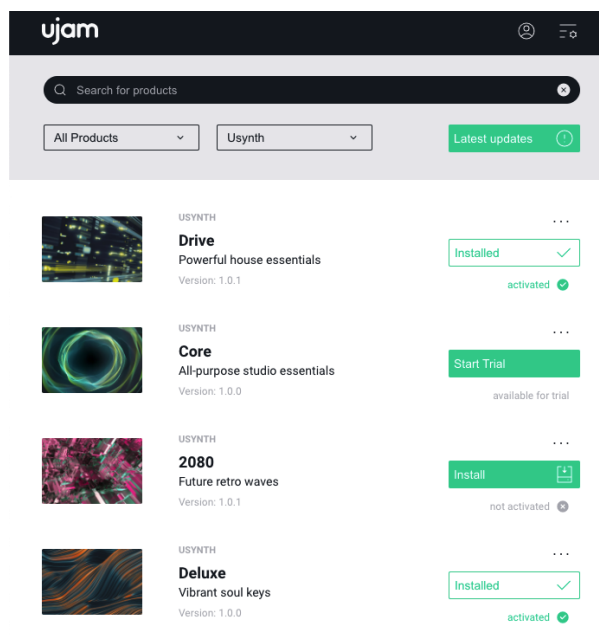 ujam
Search for products
All Products
Usynth
Latest updates
USYNTH
Drive
Powerful house essentials
Version: 1.0.1
Installed
activated
USYNTH
Core
All-purpose studio essentials
Version: 1.0.0
Start Trial
available for trial
USYNTH
2080
Future retro waves
Version: 1.0.1
Install
not activated
USYNTH
Deluxe
Vibrant soul keys
Version: 1.0.0
Installed
activated